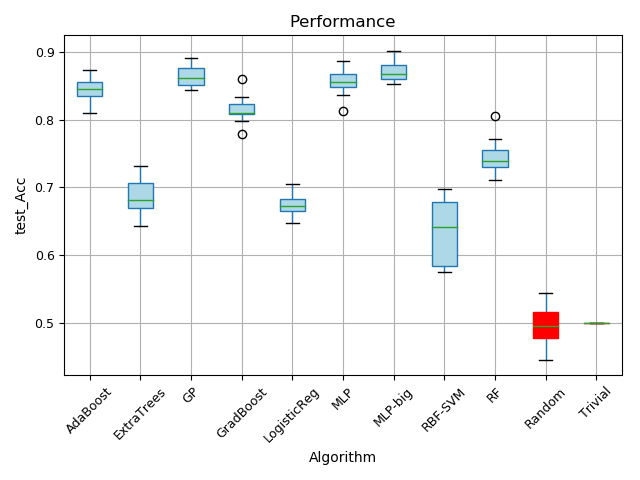 Performance
test_Acc
0.9
0.8
0.7
0.6
0.5
AdaBoost
ExtraTrees
GP
GradBoost
LogisticReg
MLP
MLP-big
RBF-SVM
RF
Random
Trivial
Algorithm